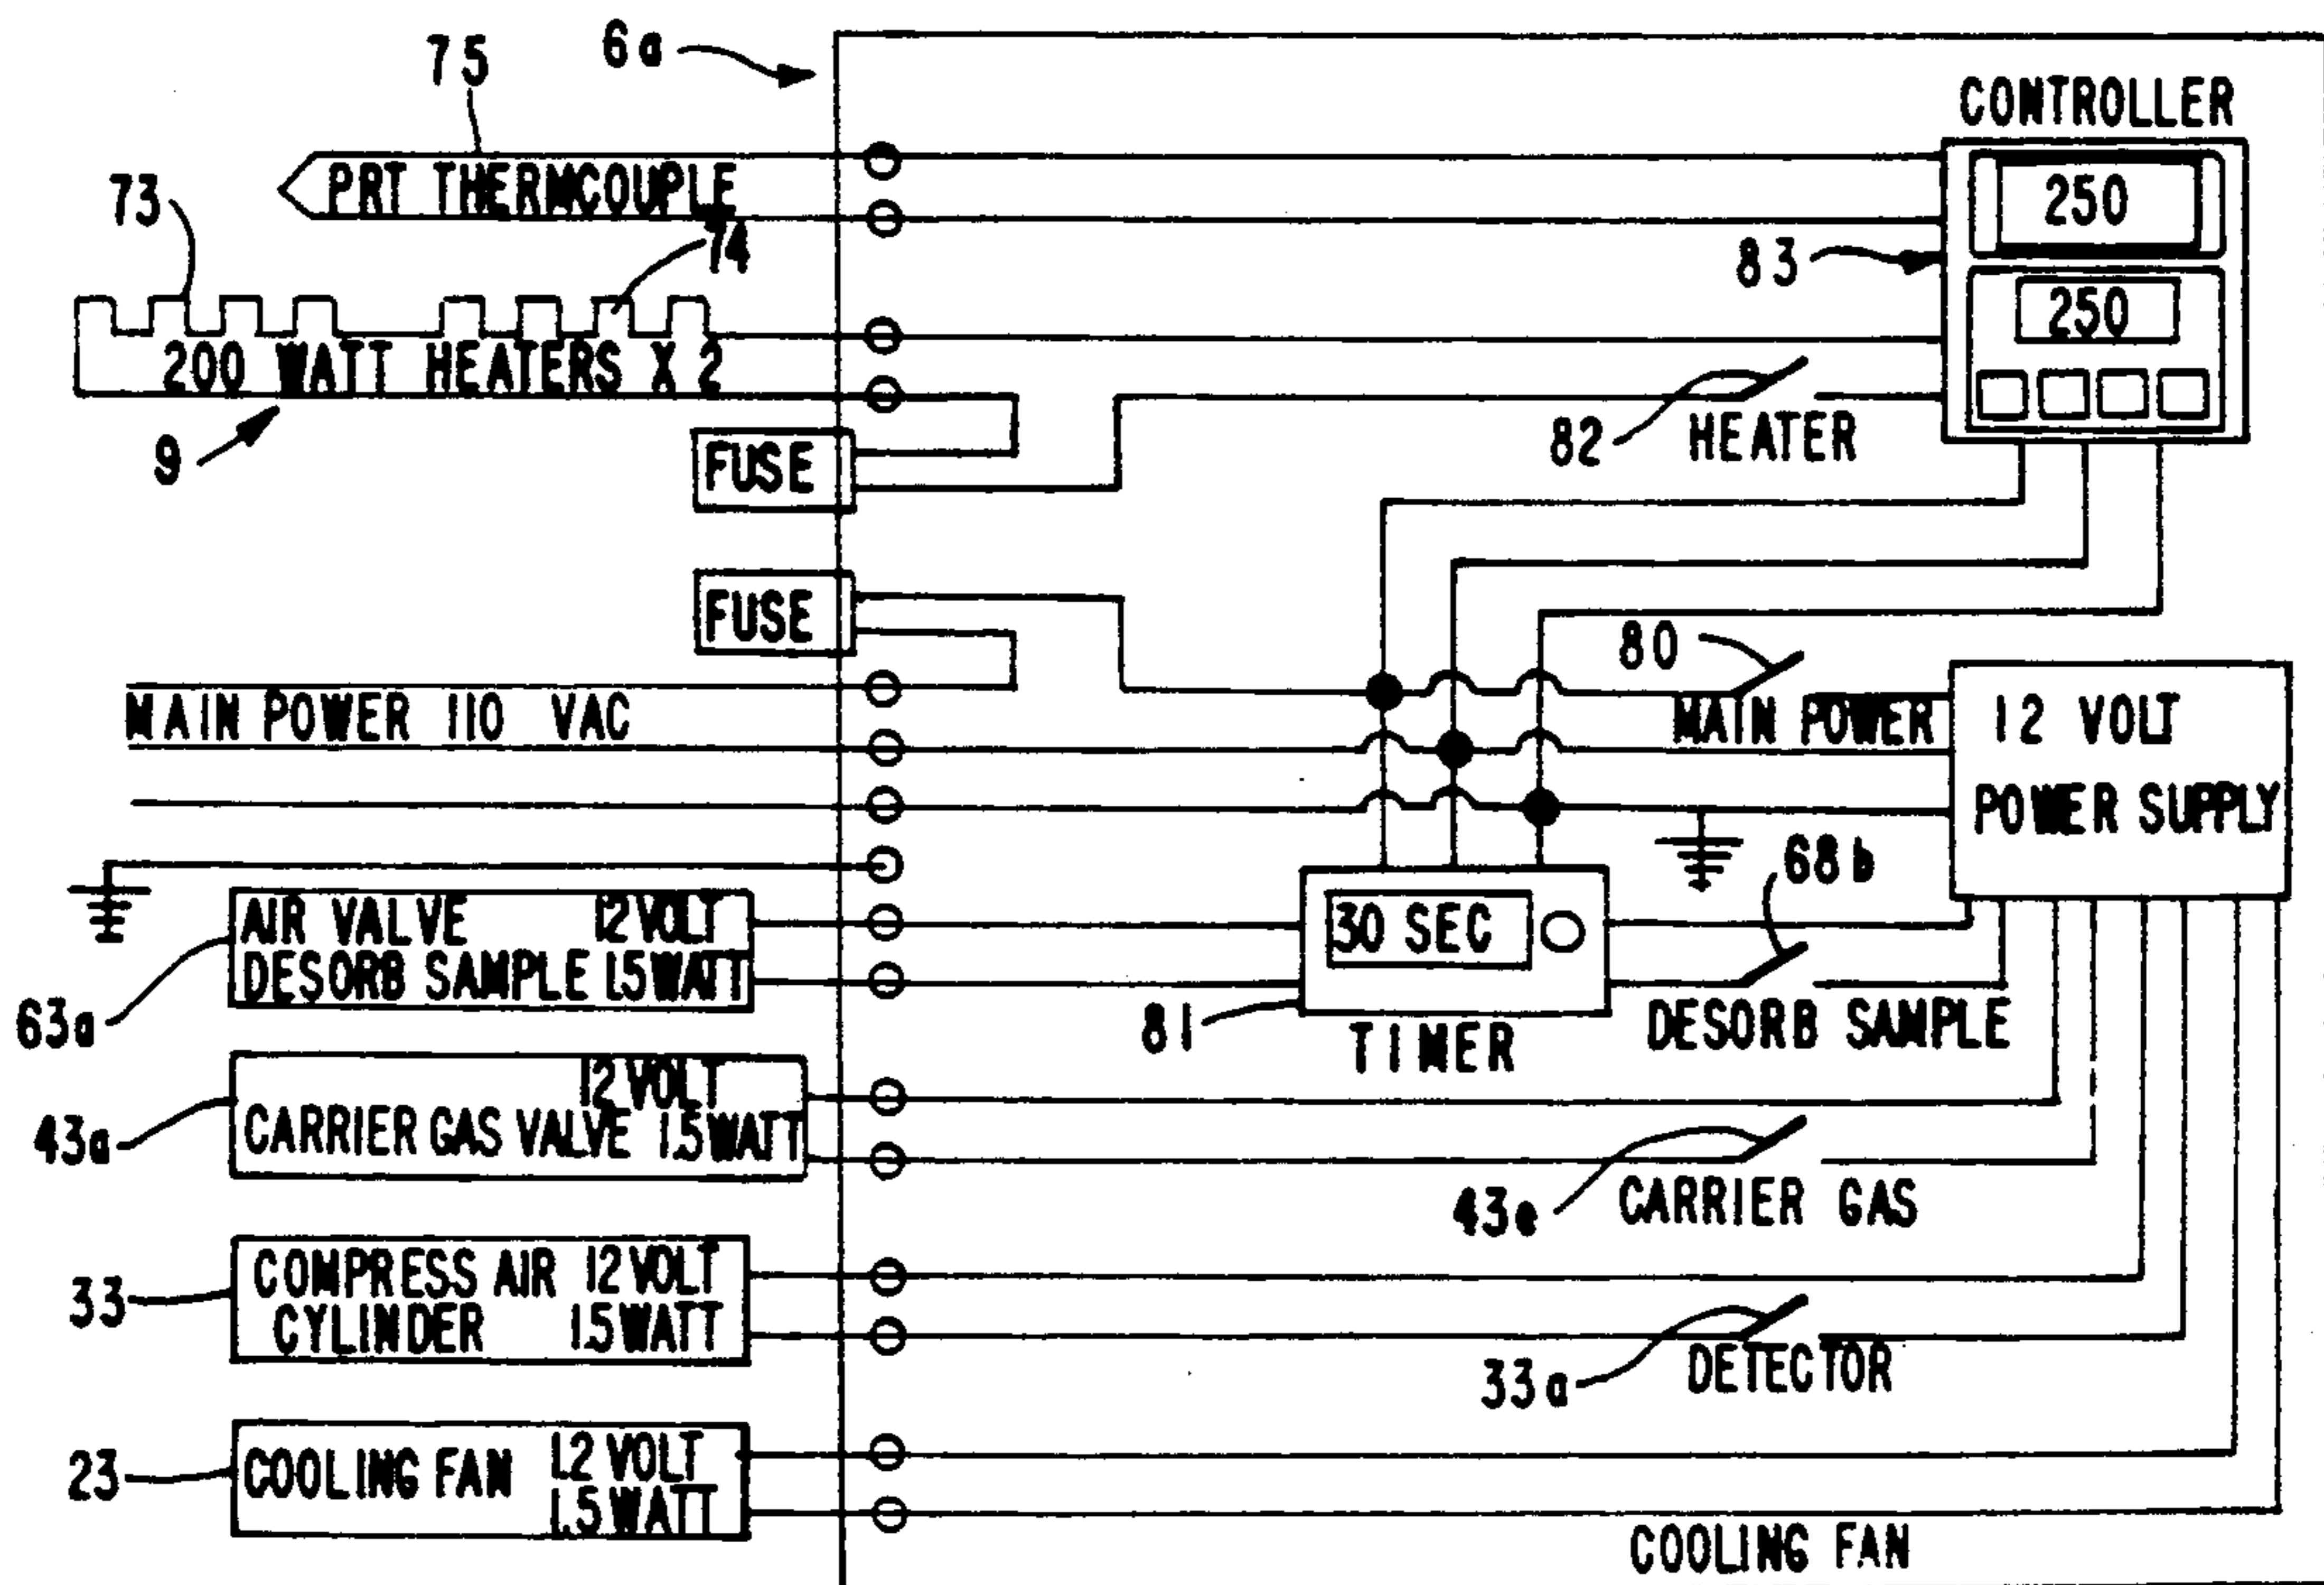 6a
75
CONTROLLER
PRT THERMCOUPLE
250
73
74
83
250
200 WATT HEATERS X 2
82
HEATER
9
FUSE
FUSE
80
MAIN POWER 110 VAC
MAIN POWER
12 VOLT
POWER SUPPLY
68b
AIR VALVE 12 VOLT
DESORB SAMPLE 1.5 WATT
30 SEC
63a
81
TIMER
DESORB SAMPLE
12 VOLT
CARRIER GAS VALVE 1.5 WATT
43a
43e
CARRIER GAS
COMPRESS AIR 12 VOLT
CYLINDER 1.5 WATT
33
33a
DETECTOR
COOLING FAN 12 VOLT
1.5 WATT
23
COOLING FAN